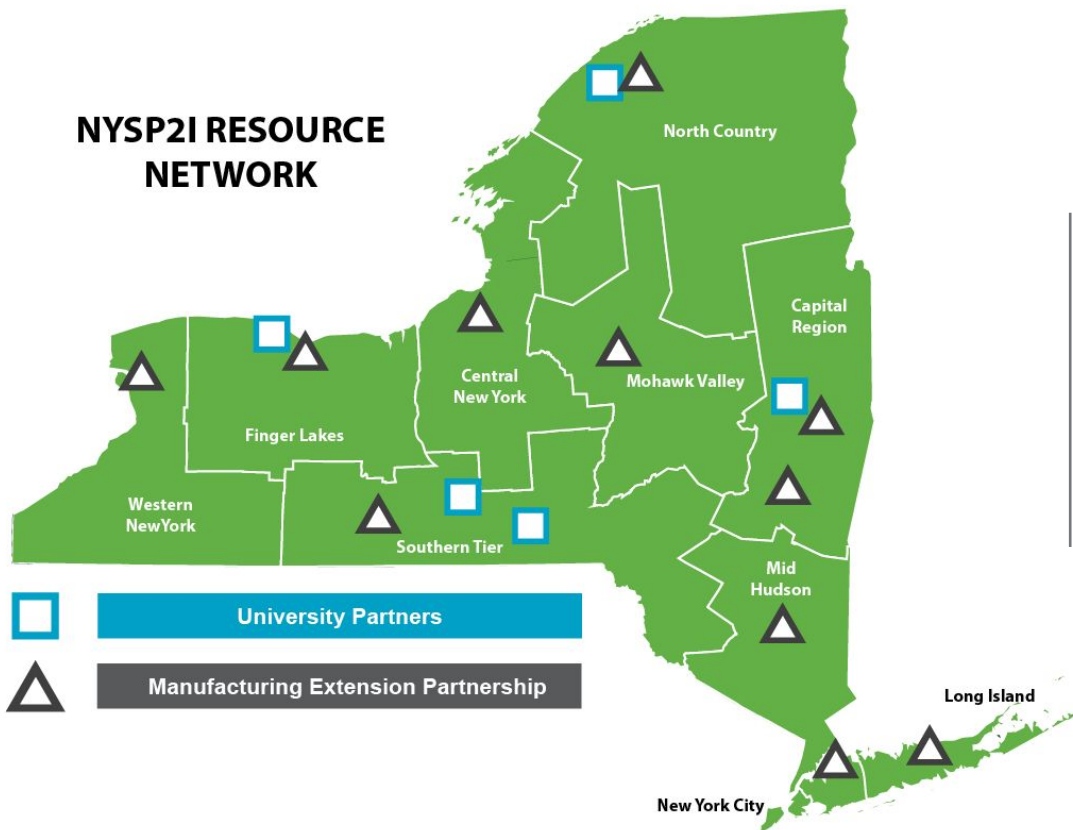 NYSP2I RESOURCE
NETWORK
North Country
Capital
Region
Central
New York
Mohawk Valley
Finger Lakes
Western
NewYork
Southern Tier
Mid
Hudson
University Partners
Manufacturing Extension Partnership
Long Island
New York City